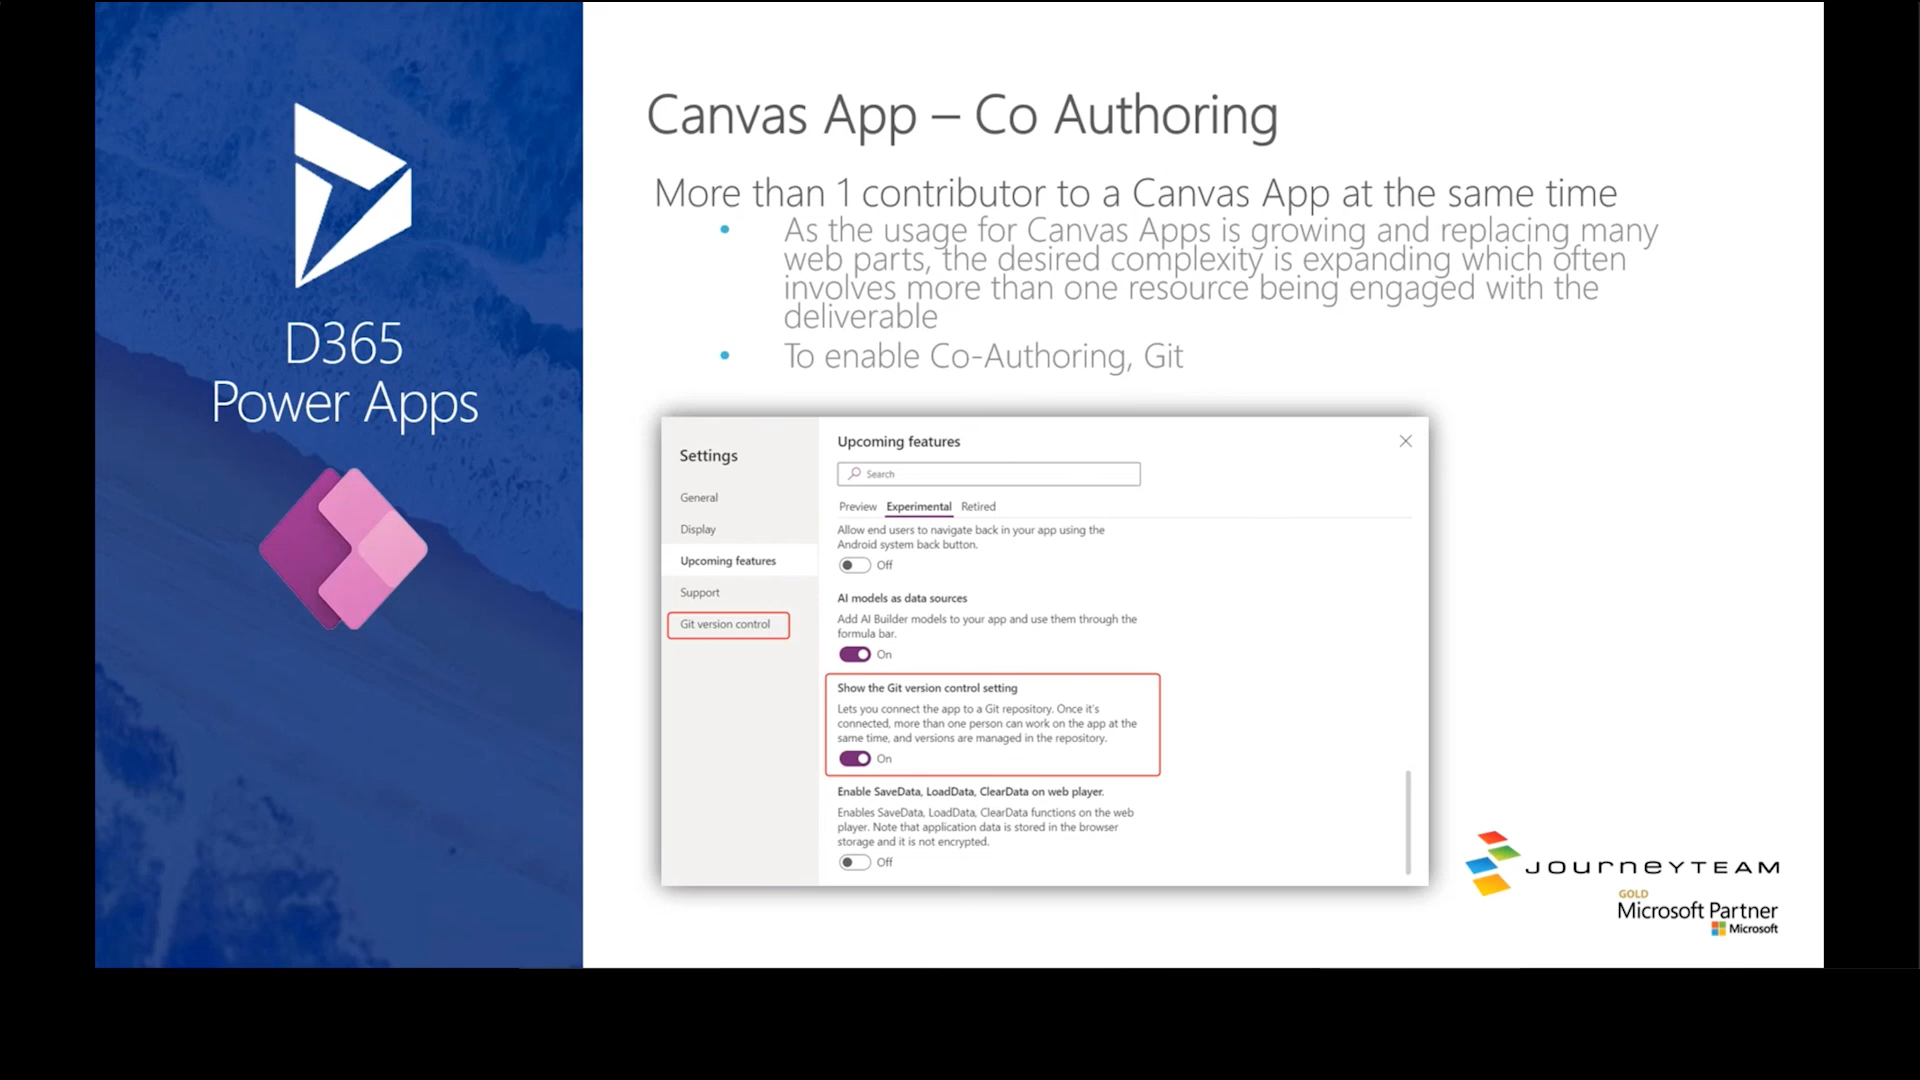 D365
Power Apps
Canvas App – Co Authoring
More than 1 contributor to a Canvas App at the same time
• As the usage for Canvas Apps is growing and replacing many
web parts, the desired complexity is expanding which often
involves more than one resource being engaged with the
deliverable
• To enable Co-Authoring, Git
Settings
General
Display
Upcoming features
Support
Git version control
Upcoming features
Search
Preview Experimental Retired
Allow end users to navigate back in your app using the
Android system back button.
Off
AI models as data sources
Add AI Builder models to your app and use them through the
formula bar.
On
Show the Git version control setting
Lets you connect the app to a Git repository. Once it's
connected, more than one person can work on the app at the
same time, and versions are managed in the repository.
On
Enable SaveData, LoadData, ClearData on web player.
Enables SaveData, LoadData, ClearData functions on the web
player. Note that application data is stored in the browser
storage and it is not encrypted.
Off
JOURNEYTEAM
GOLD
Microsoft Partner
Microsoft